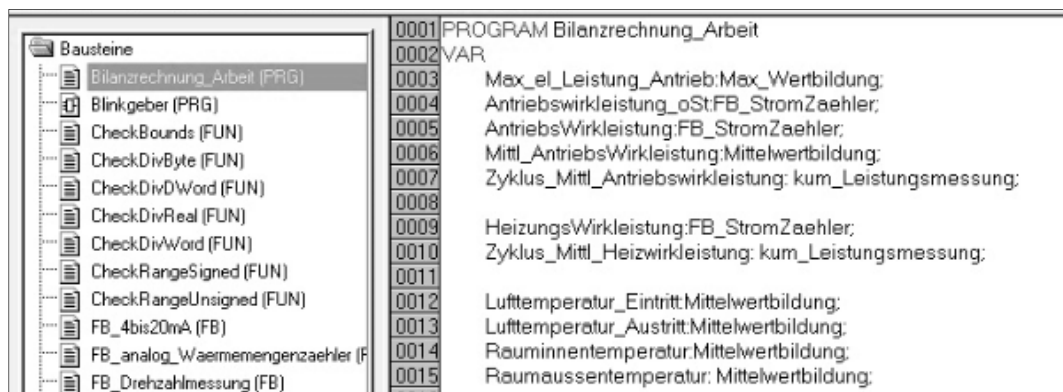 Bausteine
Bilanzrechnung_Arbeit (PRG)
Blinkgeber (PRG)
CheckBounds (FUN)
CheckDivByte (FUN)
CheckDivDWord (FUN)
CheckDivReal (FUN)
CheckDivWord (FUN)
CheckRangeSigned (FUN)
CheckRangeUnsigned (FUN)
FB_4bis20mA (FB)
FB_analog_Waermemengenzaehler (F
FB_Drehzahlmessung (FB)
0001 PROGRAM Bilanzrechnung_Arbeit
0002 VAR
0003 Max_el_Leistung_Antrieb:Max_Wertbildung;
0004 Antriebswirkleistung_oSt:FB_StromZaehler;
0005 AntriebsWirkleistung:FB_StromZaehler;
0006 Mittl_AntriebsWirkleistung:Mittelwertbildung;
0007 Zyklus_Mittl_Antriebswirkleistung: kum_Leistungsmessung;
0008
0009 HeizungsWirkleistung:FB_StromZaehler;
0010 Zyklus_Mittl_Heizwirkleistung: kum_Leistungsmessung;
0011
0012 Lufttemperatur_Eintritt:Mittelwertbildung;
0013 Lufttemperatur_Austritt:Mittelwertbildung;
0014 Rauminnentemperatur:Mittelwertbildung;
0015 Raumaussentemperatur: Mittelwertbildung;